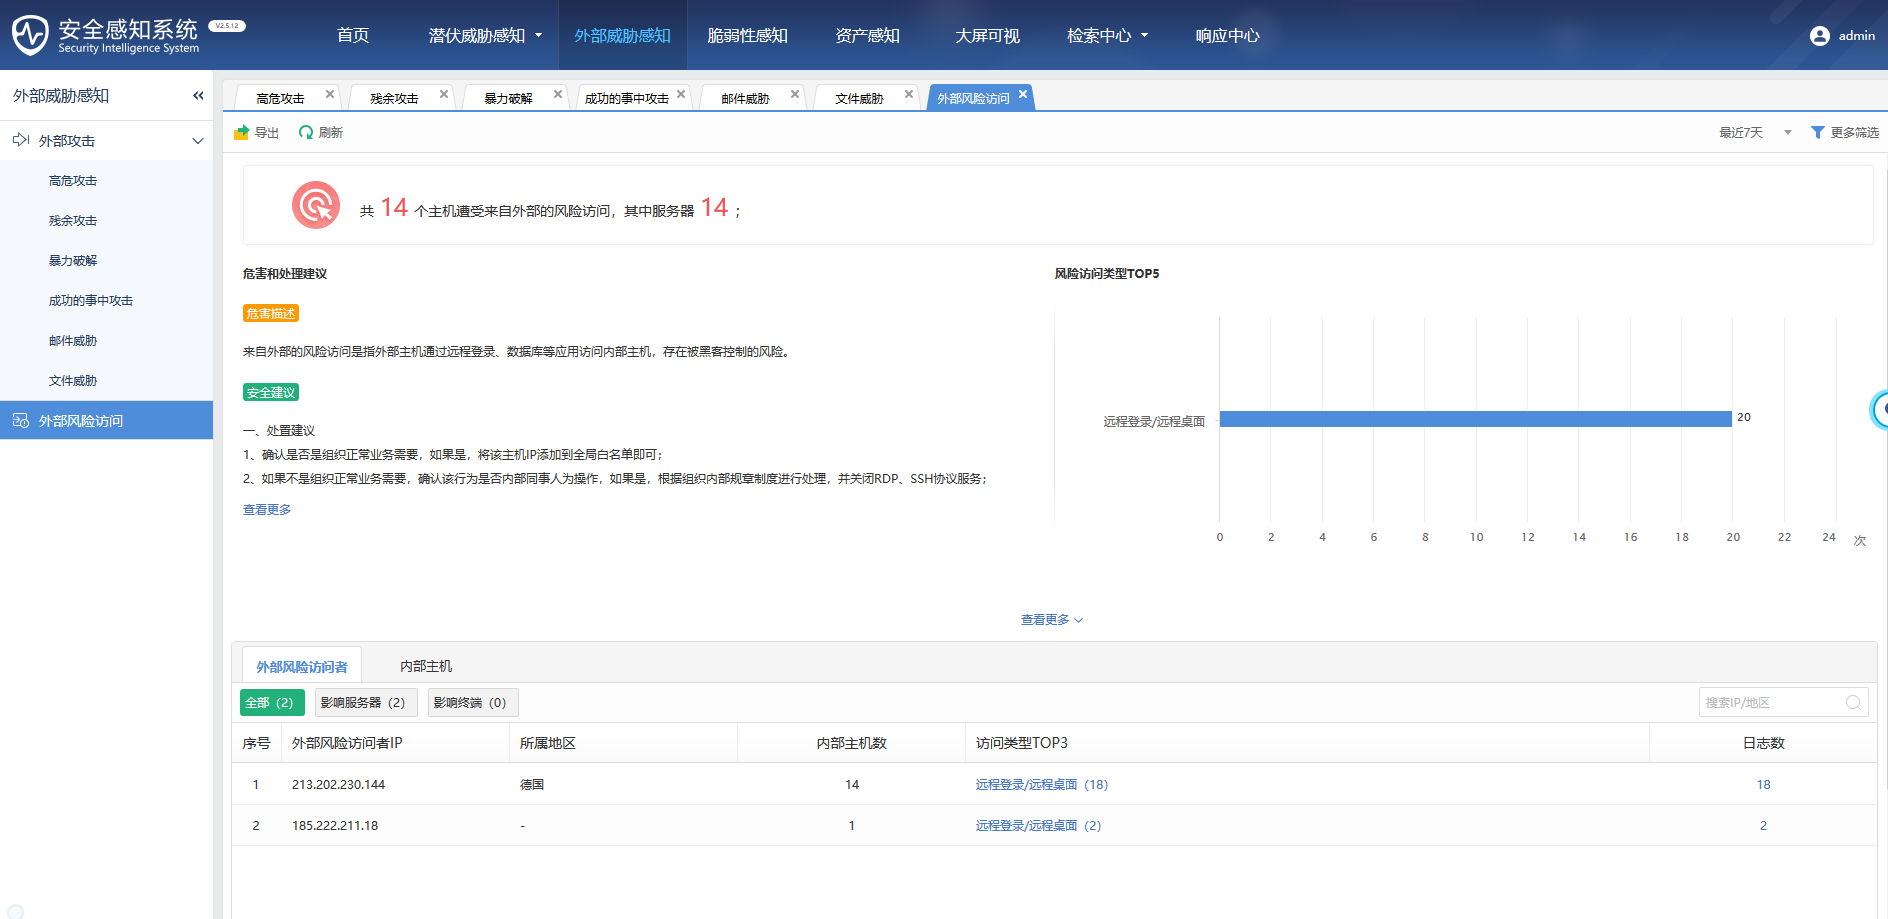 安全感知系统 V2.5.12
Security Intelligence System
首页 潜伏威胁感知 外部威胁感知 脆弱性感知 资产感知 大屏可视 检索中心 响应中心
admin
外部威胁感知
外部攻击
高危攻击
残余攻击
暴力破解
成功的事中攻击
邮件威胁
文件威胁
外部风险访问
高危攻击 残余攻击 暴力破解 成功的事中攻击 邮件威胁 文件威胁 外部风险访问
导出 刷新
最近7天 更多筛选
共 14 个主机遭受来自外部的风险访问，其中服务器 14 ；
危害和处理建议
危害描述
来自外部的风险访问是指外部主机通过远程登录、数据库等应用访问内部主机，存在被黑客控制的风险。
安全建议
一、处置建议
1、确认是否是组织正常业务需要，如果是，将该主机IP添加到全局白名单即可；
2、如果不是组织正常业务需要，确认该行为是否内部同事人为操作，如果是，根据组织内部规章制度进行处理，并关闭RDP、SSH协议服务；
查看更多
风险访问类型TOP5
远程登录/远程桌面 20
0 2 4 6 8 10 12 14 16 18 20 22 24 次
查看更多
外部风险访问者 内部主机
全部（2） 影响服务器（2） 影响终端（0）
搜索IP/地区
序号 外部风险访问者IP 所属地区 内部主机数 访问类型TOP3 日志数
1 213.202.230.144 德国 14 远程登录/远程桌面（18） 18
2 185.222.211.18 - 1 远程登录/远程桌面（2） 2